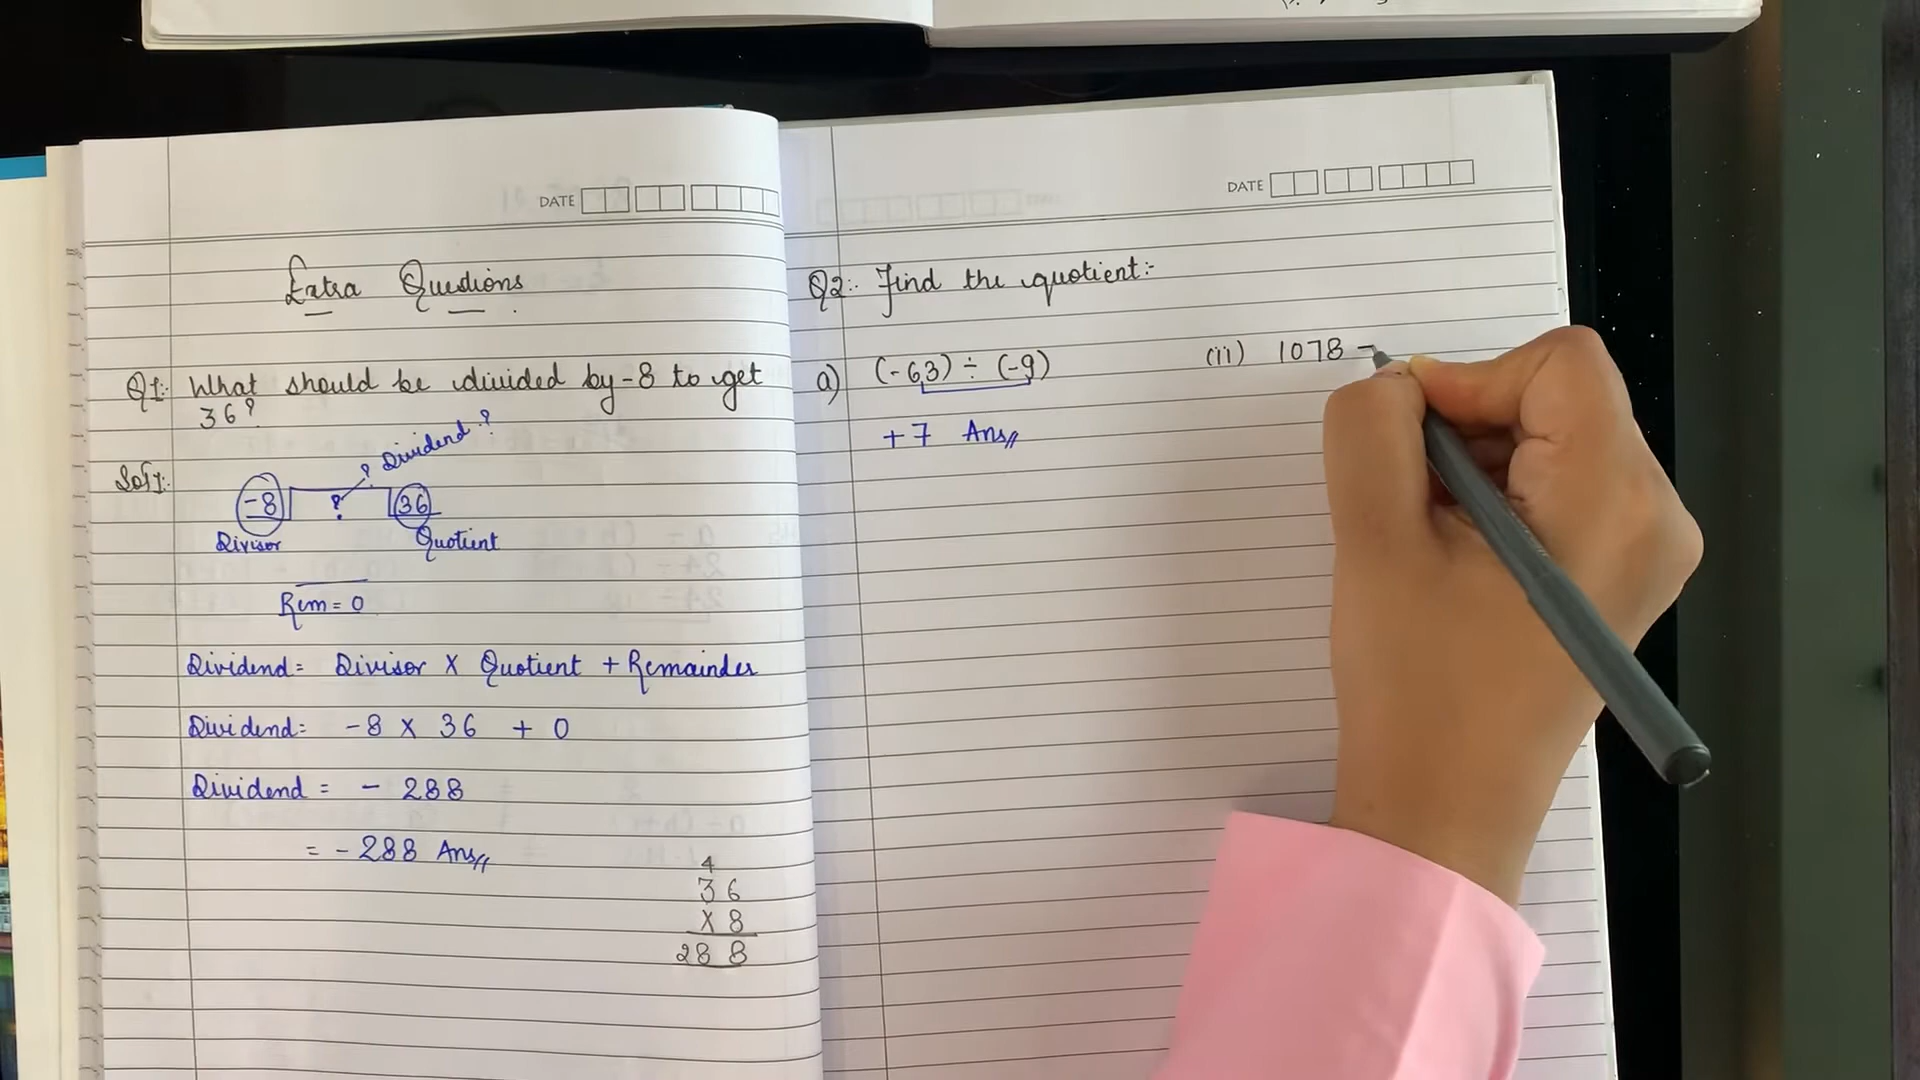 DATE
Extra Questions
Q1:- What should be divided by -8 to get
36?
Sol1:-
? Dividend ?
-8 ? 36
Divisor Quotient
Rem = 0
Dividend = Divisor X Quotient + Remainder
Dividend = -8 X 36 + 0
Dividend = - 288
= - 288 Ans//
4
36
X 8
288
DATE
Q2:- Find the quotient:-
a) (-63) ÷ (-9)
+7 Ans//
(ii) 1078 -